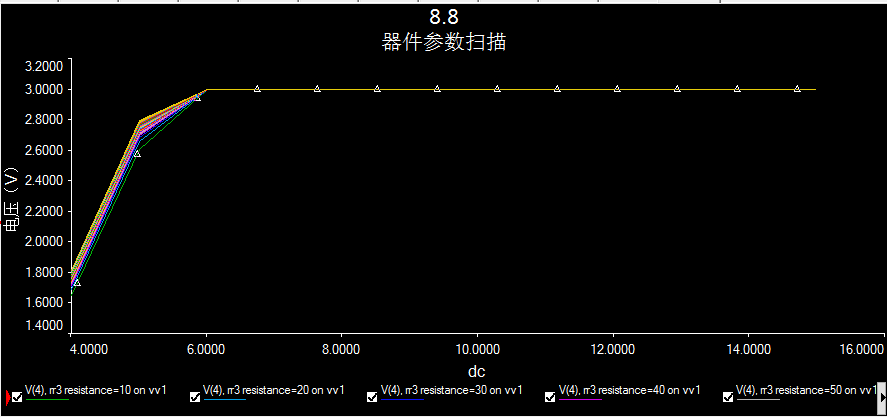 8.8
器件参数扫描
3.2000
3.0000
2.8000
2.6000
2.4000
2.2000
2.0000
1.8000
1.6000
1.4000
电压（V）
4.0000 6.0000 8.0000 10.0000 12.0000 14.0000 16.0000
dc
V(4), rr3 resistance=10 on vv1 V(4), rr3 resistance=20 on vv1 V(4), rr3 resistance=30 on vv1 V(4), rr3 resistance=40 on vv1 V(4), rr3 resistance=50 on vv1